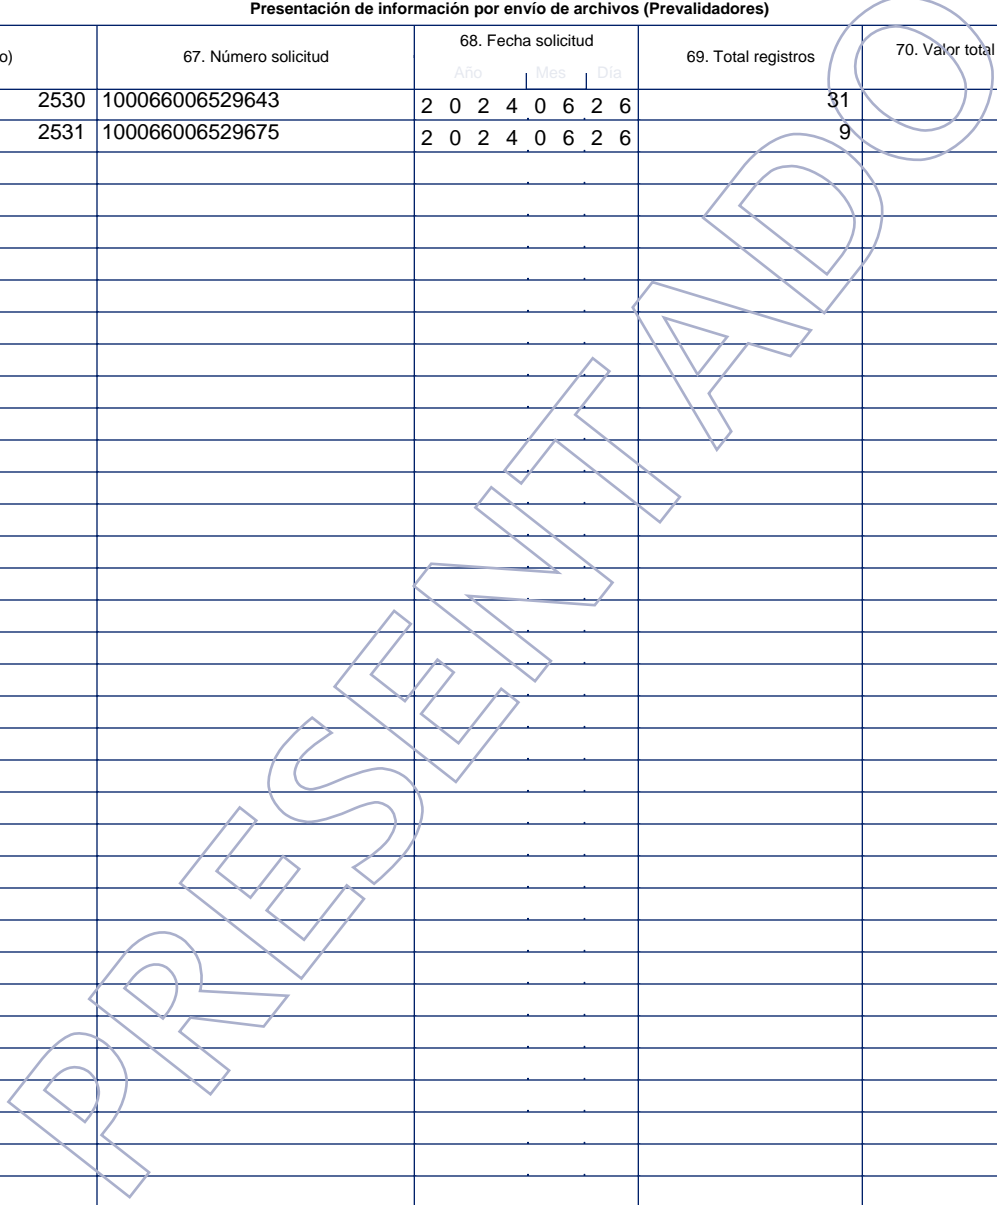 Presentación de información por envío de archivos (Prevalidadores)
o) 67. Número solicitud 68. Fecha solicitud 69. Total registros 70. Valor total
Año Mes Día
2530 100066006529643 2 0 2 4 0 6 2 6 31
2531 100066006529675 2 0 2 4 0 6 2 6 9
PRESENTADO